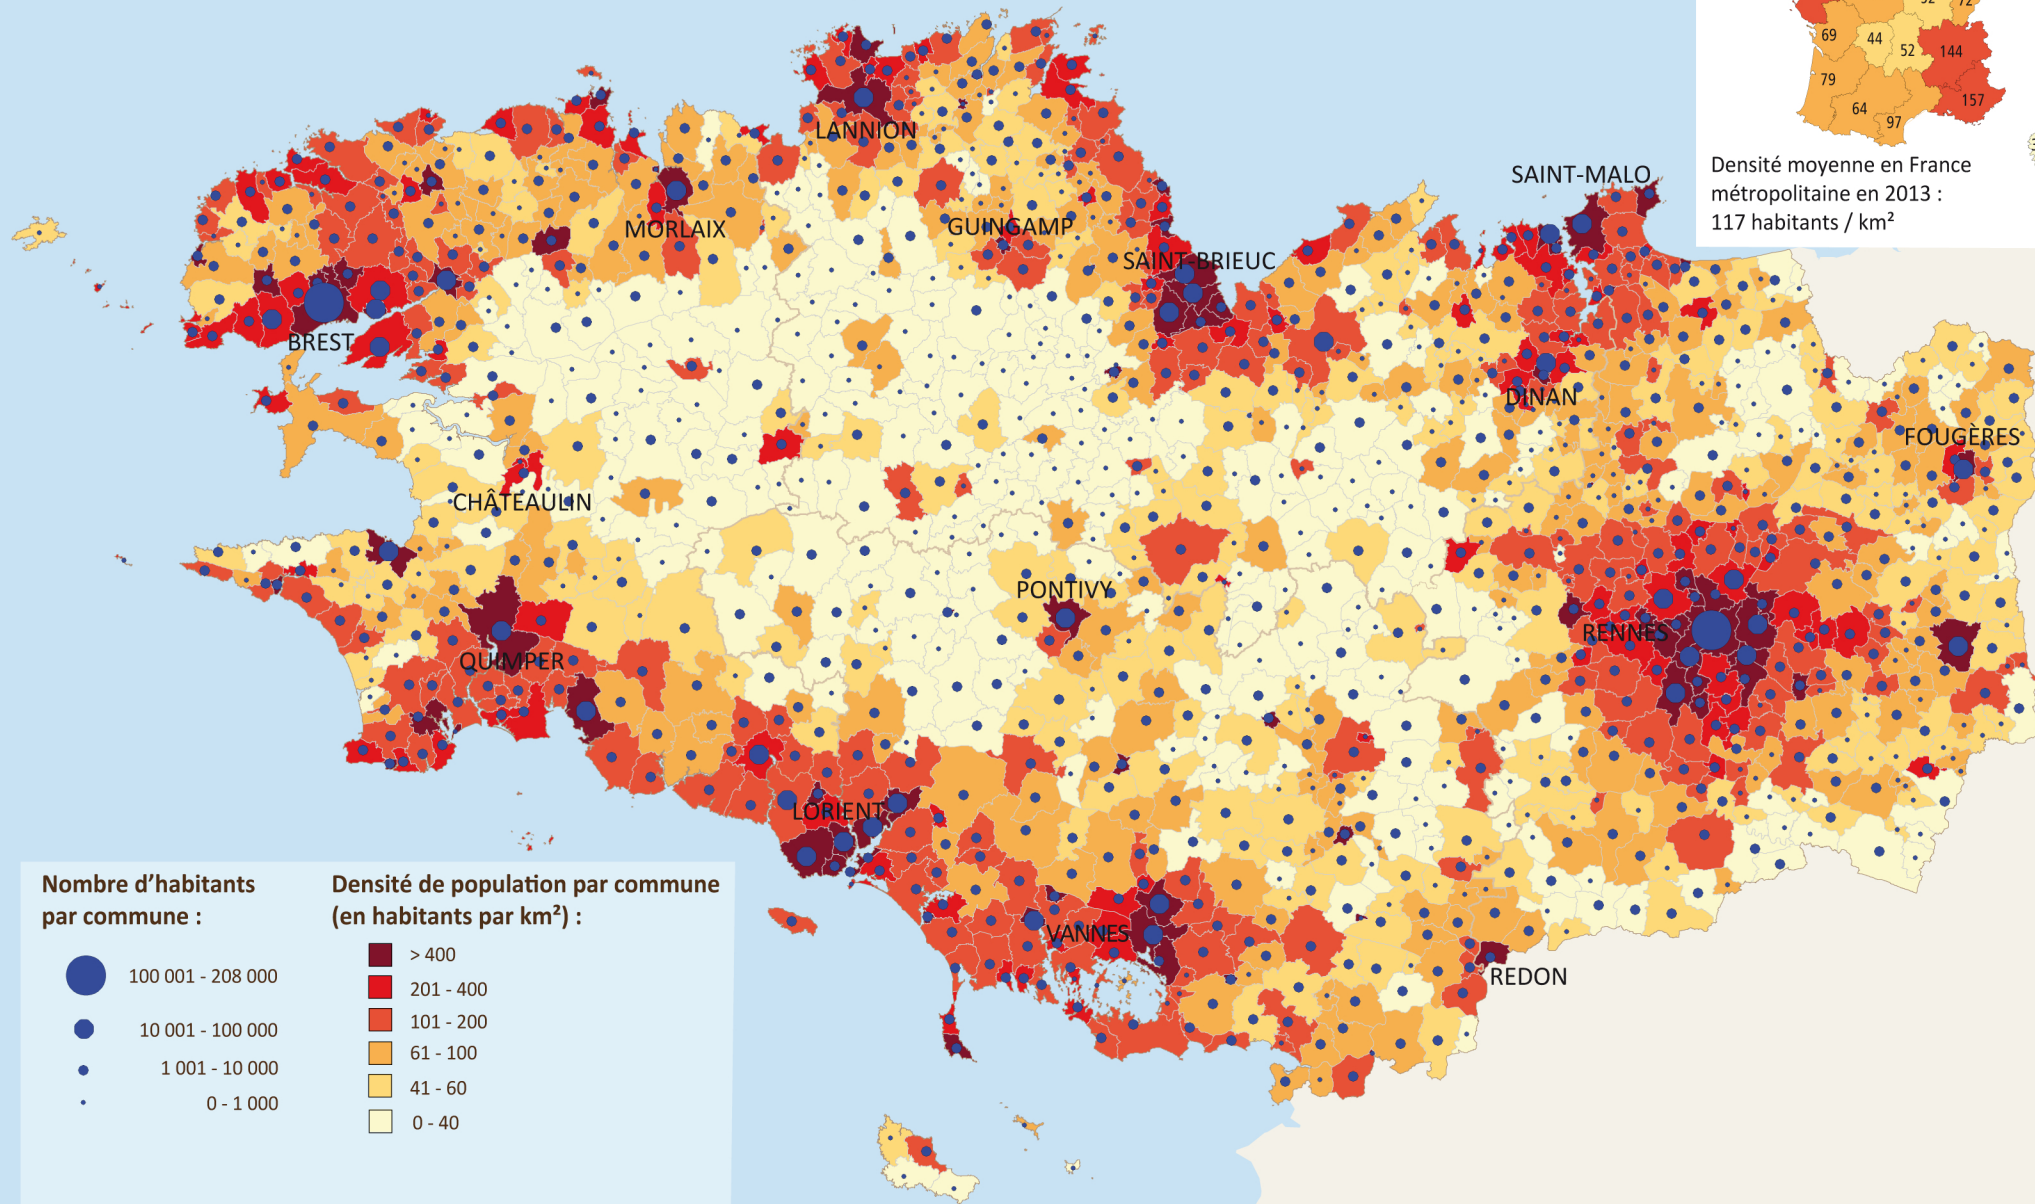 52
72
69
44
52
144
79
64
157
97
Densité moyenne en France
métropolitaine en 2013 :
117 habitants / km²
LANNION
SAINT-MALO
MORLAIX
GUINGAMP
SAINT-BRIEUC
BREST
DINAN
FOUGÈRES
CHÂTEAULIN
PONTIVY
RENNES
QUIMPER
LORIENT
VANNES
REDON
Nombre d’habitants
par commune :
100 001 - 208 000
10 001 - 100 000
1 001 - 10 000
0 - 1 000
Densité de population par commune
(en habitants par km²) :
> 400
201 - 400
101 - 200
61 - 100
41 - 60
0 - 40